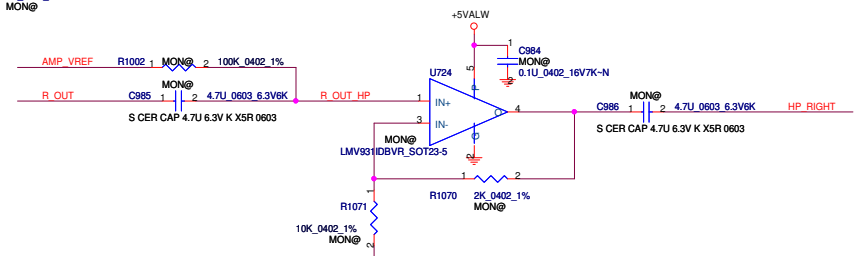 MON@
+5VALW
AMP_VREF R1002 1 MON@ 2 100K_0402_1%
1 C984
MON@
0.1U_0402_16V7K~N
2
MON@
R_OUT C985 1 2 4.7U_0603_6.3V6K R_OUT_HP
S CER CAP 4.7U 6.3V K X5R 0603
U724
5
P
1 IN+
3 IN-
O 4
G
2
MON@
LMV931IDBVR_SOT23-5
MON@
C986 1 2 4.7U_0603_6.3V6K HP_RIGHT
S CER CAP 4.7U 6.3V K X5R 0603
1 2
R1070 2K_0402_1%
MON@
1
R1071
10K_0402_1%
MON@
2